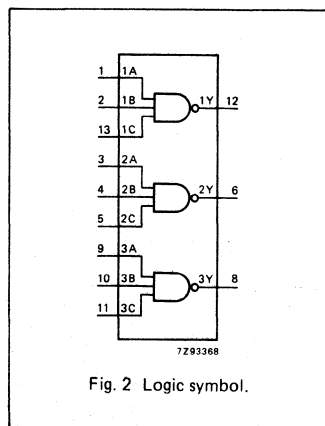 1 1A
2 1B 1Y 12
13 1C
3 2A
4 2B 2Y 6
5 2C
9 3A
10 3B 3Y 8
11 3C
7Z93368
Fig. 2 Logic symbol.